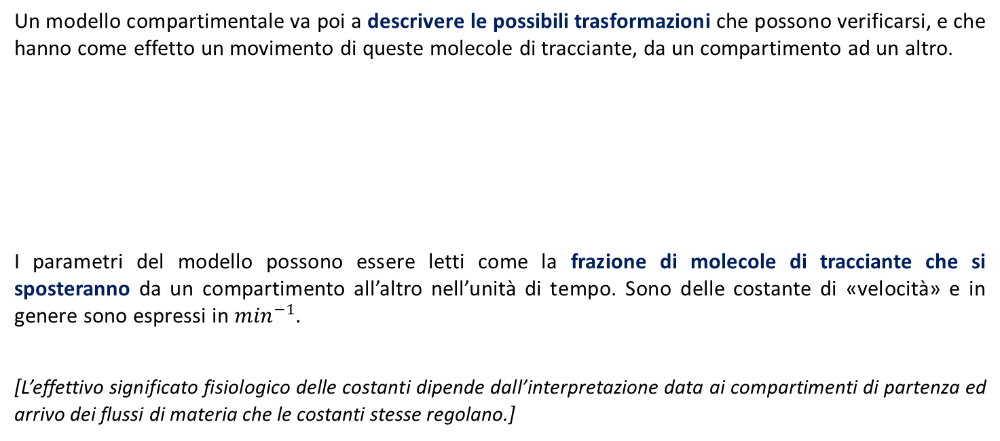 Un modello compartimentale va poi a descrivere le possibili trasformazioni che possono verificarsi, e che
hanno come effetto un movimento di queste molecole di tracciante, da un compartimento ad un altro.
I parametri del modello possono essere letti come la frazione di molecole di tracciante che si
sposteranno da un compartimento all’altro nell’unità di tempo. Sono delle costante di «velocità» e in
genere sono espressi in min⁻¹.
[L’effettivo significato fisiologico delle costanti dipende dall’interpretazione data ai compartimenti di partenza ed
arrivo dei flussi di materia che le costanti stesse regolano.]